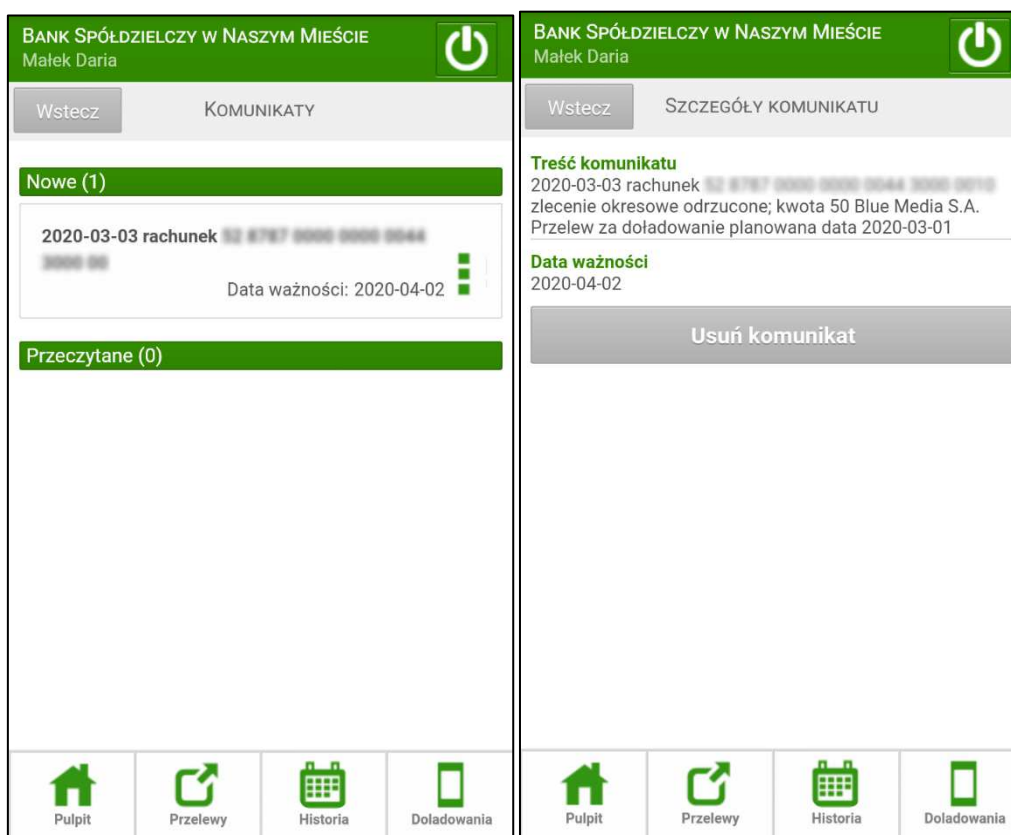 BANK SPÓŁDZIELCZY W NASZYM MIEŚCIE
Małek Daria
Wstecz
KOMUNIKATY
Nowe (1)
2020-03-03 rachunek
Data ważności: 2020-04-02
Przeczytane (0)
Pulpit
Przelewy
Historia
Doladowania
BANK SPÓŁDZIELCZY W NASZYM MIEŚCIE
Małek Daria
Wstecz
SZCZEGÓŁY KOMUNIKATU
Treść komunikatu
2020-03-03 rachunek
zlecenie okresowe odrzucone; kwota 50 Blue Media S.A.
Przelew za doładowanie planowana data 2020-03-01
Data ważności
2020-04-02
Usuń komunikat
Pulpit
Przelewy
Historia
Doladowania